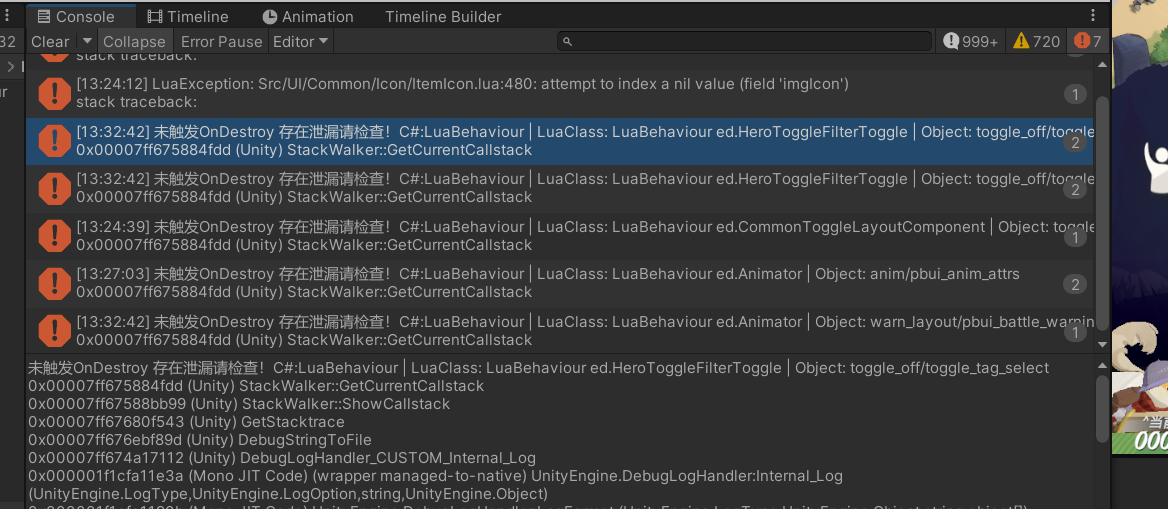 Console
Timeline
Animation
Timeline Builder
32
Clear
Collapse
Error Pause
Editor
999+
720
7
stack traceback:
[13:24:12] LuaException: Src/UI/Common/Icon/ItemIcon.lua:480: attempt to index a nil value (field 'imgIcon')
stack traceback:
1
[13:32:42] 未触发OnDestroy 存在泄漏请检查！C#:LuaBehaviour | LuaClass: LuaBehaviour ed.HeroToggleFilterToggle | Object: toggle_off/toggle
0x00007ff675884fdd (Unity) StackWalker::GetCurrentCallstack
2
[13:32:42] 未触发OnDestroy 存在泄漏请检查！C#:LuaBehaviour | LuaClass: LuaBehaviour ed.HeroToggleFilterToggle | Object: toggle_off/toggle
0x00007ff675884fdd (Unity) StackWalker::GetCurrentCallstack
2
[13:24:39] 未触发OnDestroy 存在泄漏请检查！C#:LuaBehaviour | LuaClass: LuaBehaviour ed.CommonToggleLayoutComponent | Object: toggle
0x00007ff675884fdd (Unity) StackWalker::GetCurrentCallstack
1
[13:27:03] 未触发OnDestroy 存在泄漏请检查！C#:LuaBehaviour | LuaClass: LuaBehaviour ed.Animator | Object: anim/pbui_anim_attrs
0x00007ff675884fdd (Unity) StackWalker::GetCurrentCallstack
2
[13:32:42] 未触发OnDestroy 存在泄漏请检查！C#:LuaBehaviour | LuaClass: LuaBehaviour ed.Animator | Object: warn_layout/pbui_battle_warnin
0x00007ff675884fdd (Unity) StackWalker::GetCurrentCallstack
1
未触发OnDestroy 存在泄漏请检查！C#:LuaBehaviour | LuaClass: LuaBehaviour ed.HeroToggleFilterToggle | Object: toggle_off/toggle_tag_select
0x00007ff675884fdd (Unity) StackWalker::GetCurrentCallstack
0x00007ff67588bb99 (Unity) StackWalker::ShowCallstack
0x00007ff67680f543 (Unity) GetStacktrace
0x00007ff676ebf89d (Unity) DebugStringToFile
0x00007ff674a17112 (Unity) DebugLogHandler_CUSTOM_Internal_Log
0x000001f1cfa11e3a (Mono JIT Code) (wrapper managed-to-native) UnityEngine.DebugLogHandler:Internal_Log
(UnityEngine.LogType,UnityEngine.LogOption,string,UnityEngine.Object)
当前
000